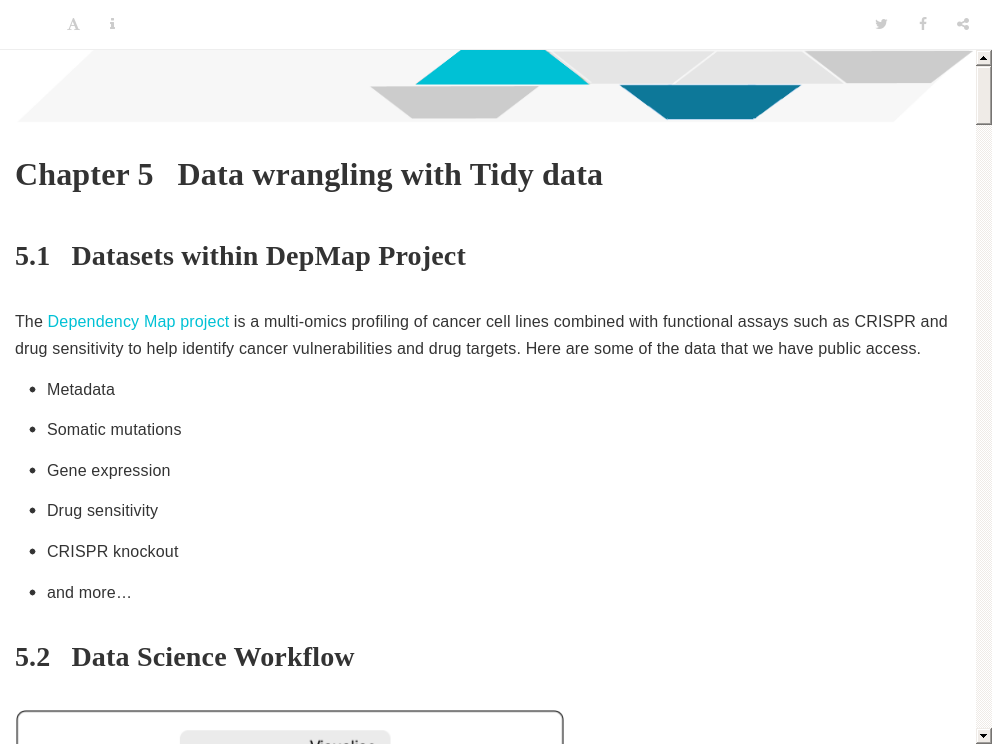 Chapter 5 Data wrangling with Tidy data
5.1 Datasets within DepMap Project
The Dependency Map project is a multi-omics profiling of cancer cell lines combined with functional assays such as CRISPR and
drug sensitivity to help identify cancer vulnerabilities and drug targets. Here are some of the data that we have public access.
• Metadata
• Somatic mutations
• Gene expression
• Drug sensitivity
• CRISPR knockout
• and more…
5.2 Data Science Workflow
Visualise